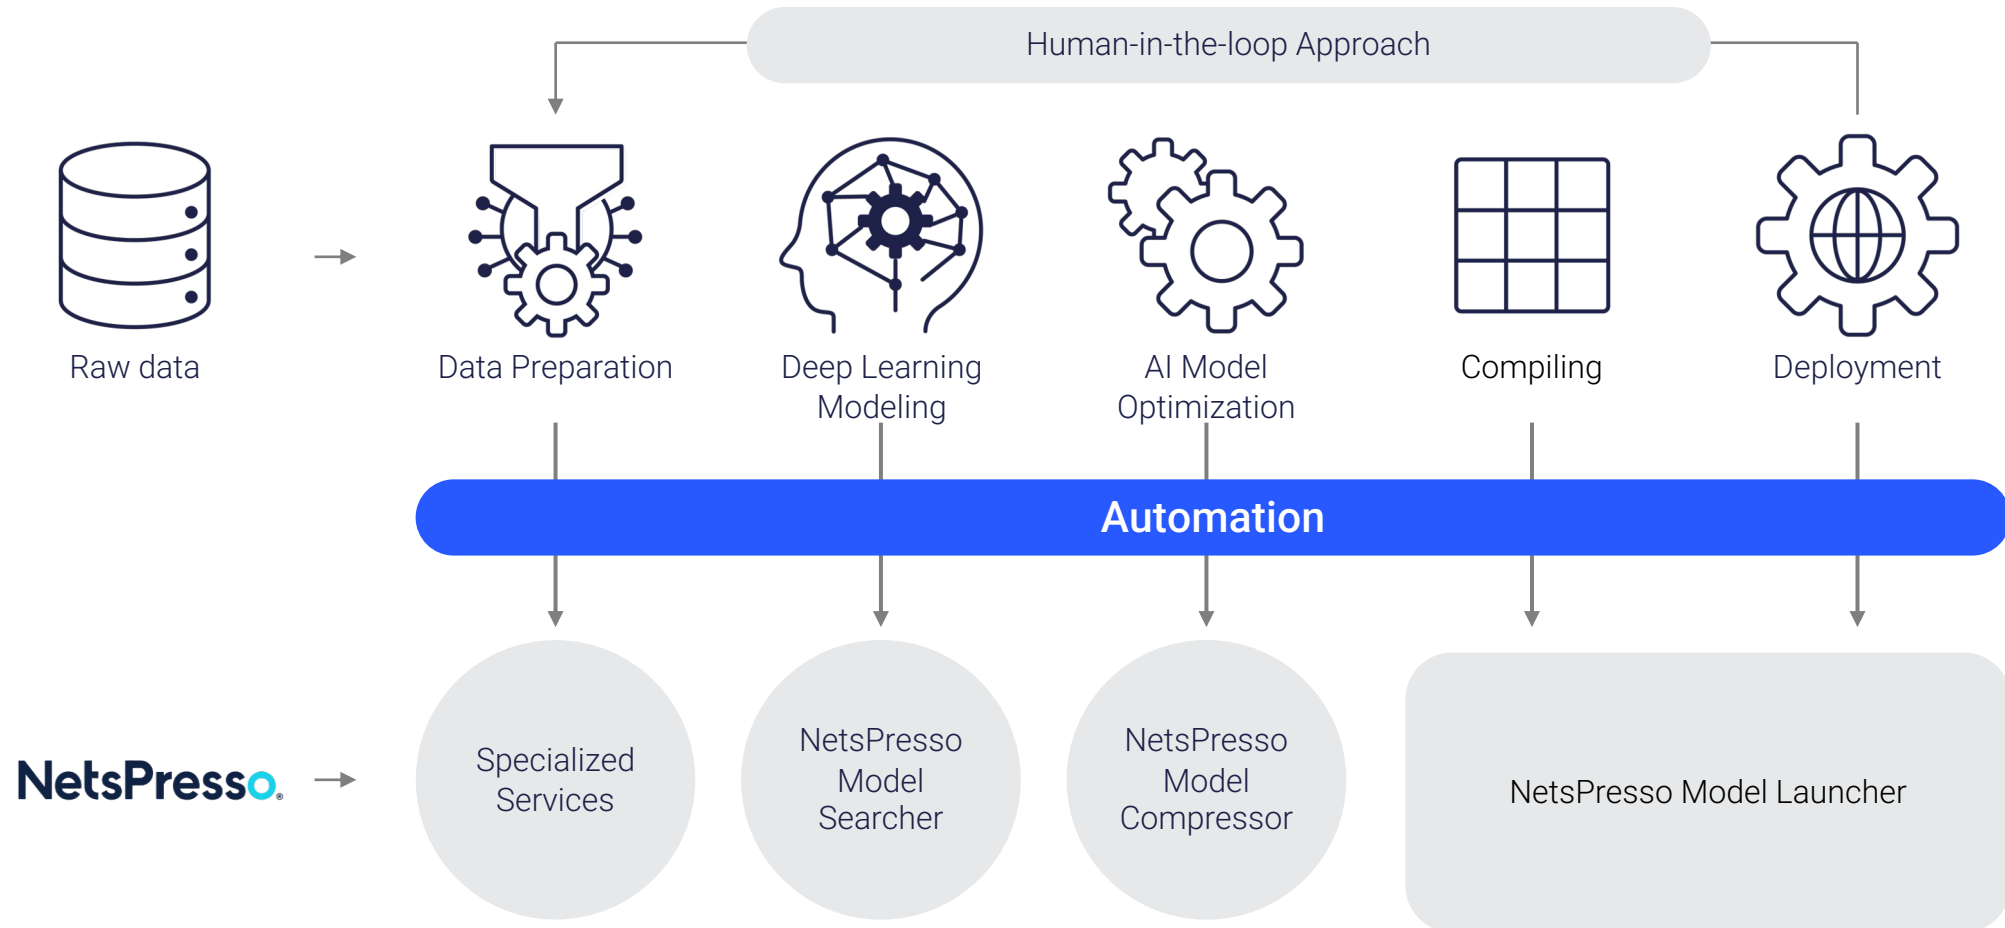 Human-in-the-loop Approach
Raw data
Data Preparation
Deep Learning
Modeling
AI Model
Optimization
Compiling
Deployment
Automation
NetsPresso®
Specialized
Services
NetsPresso
Model
Searcher
NetsPresso
Model
Compressor
NetsPresso Model Launcher